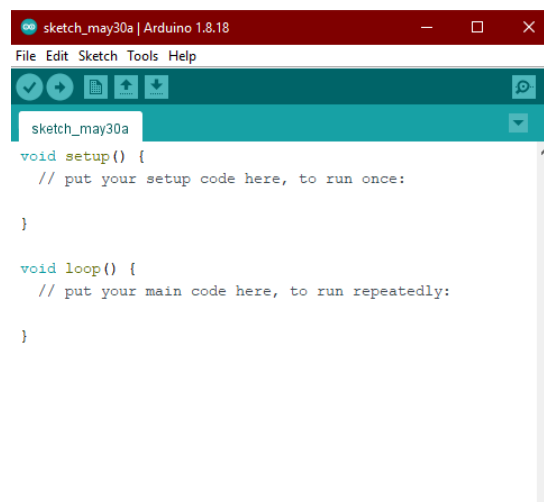 sketch_may30a | Arduino 1.8.18
File Edit Sketch Tools Help
sketch_may30a
void setup() {
  // put your setup code here, to run once:
}
void loop() {
  // put your main code here, to run repeatedly:
}